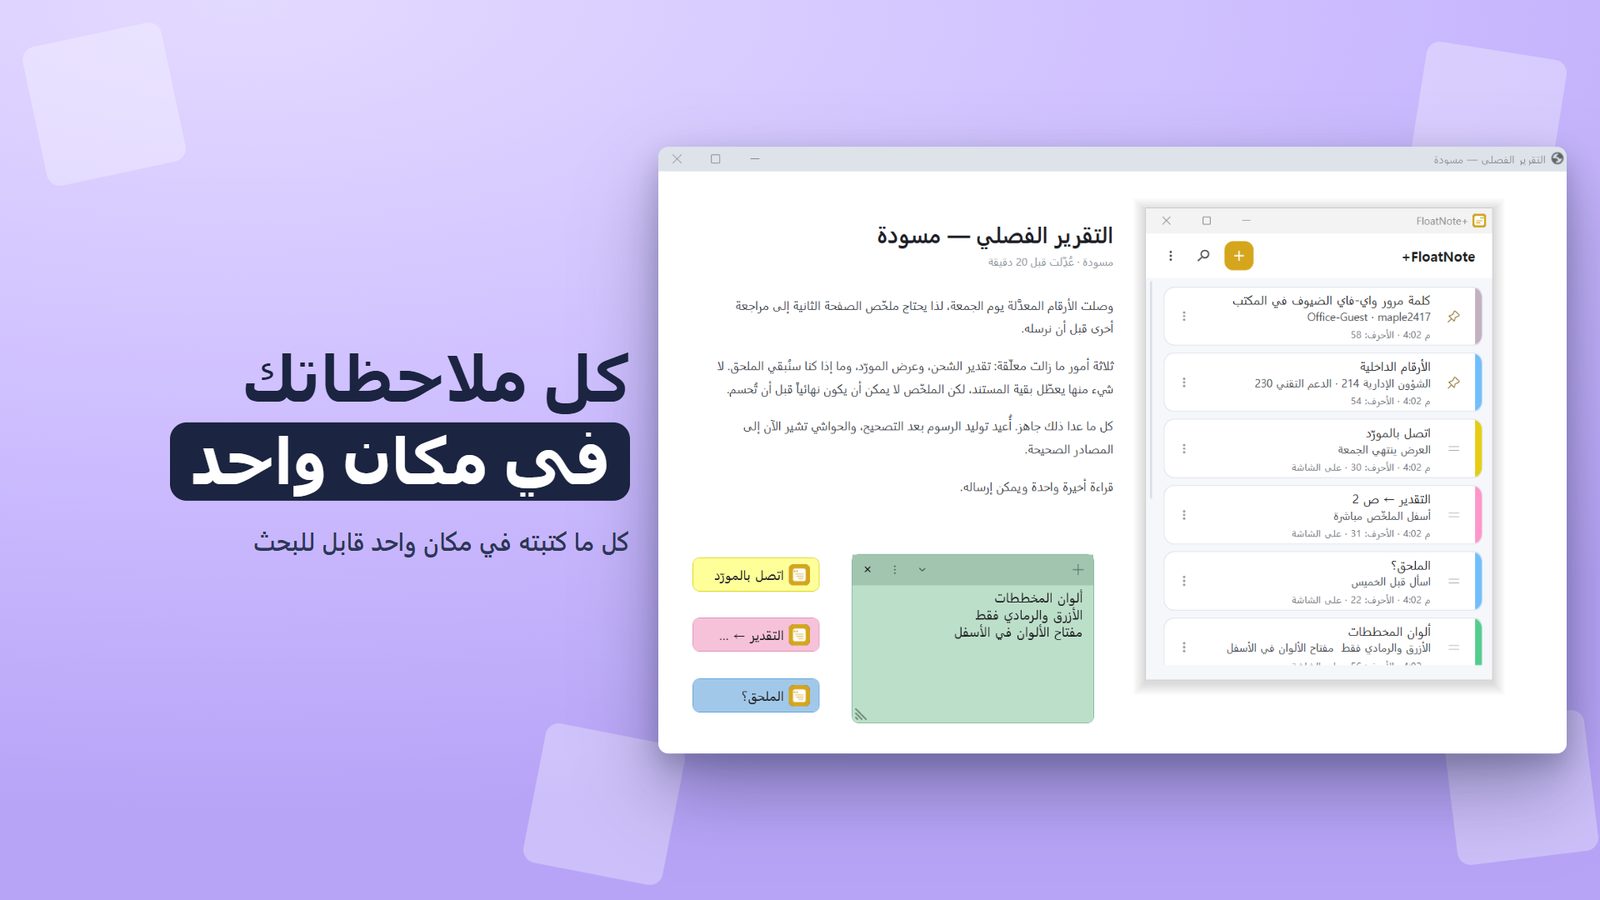 كل ملاحظاتك
في مكان واحد
كل ما كتبته في مكان واحد قابل للبحث
التقرير الفصلي — مسودة
التقرير الفصلي — مسودة
مسودة · عُدّلت قبل 20 دقيقة
وصلت الأرقام المعدَّلة يوم الجمعة، لذا يحتاج ملخّص الصفحة الثانية إلى مراجعة
أخرى قبل أن نرسله.
ثلاثة أمور ما زالت معلّقة: تقدير الشحن، وعرض المورّد، وما إذا كنا سنُبقي الملحق. لا
شيء منها يعطّل بقية المستند، لكن الملخّص لا يمكن أن يكون نهائياً قبل أن تُحسم.
كل ما عدا ذلك جاهز. أُعيد توليد الرسوم بعد التصحيح، والحواشي تشير الآن إلى
المصادر الصحيحة.
قراءة أخيرة واحدة ويمكن إرساله.
FloatNote+
FloatNote+
كلمة مرور واي-فاي الضيوف في المكتب
Office-Guest · maple2417
4:02 م · الأحرف: 58
الأرقام الداخلية
الشؤون الإدارية 214 · الدعم التقني 230
4:02 م · الأحرف: 54
اتصل بالمورّد
العرض ينتهي الجمعة
4:02 م · الأحرف: 30 · على الشاشة
التقدير ← ص 2
أسفل الملخّص مباشرة
4:02 م · الأحرف: 31 · على الشاشة
الملحق؟
اسأل قبل الخميس
4:02 م · الأحرف: 22 · على الشاشة
ألوان المخططات
الأزرق والرمادي فقط  مفتاح الألوان في الأسفل
ألوان المخططات
الأزرق والرمادي فقط
مفتاح الألوان في الأسفل
اتصل بالمورّد
التقدير ← ...
الملحق؟